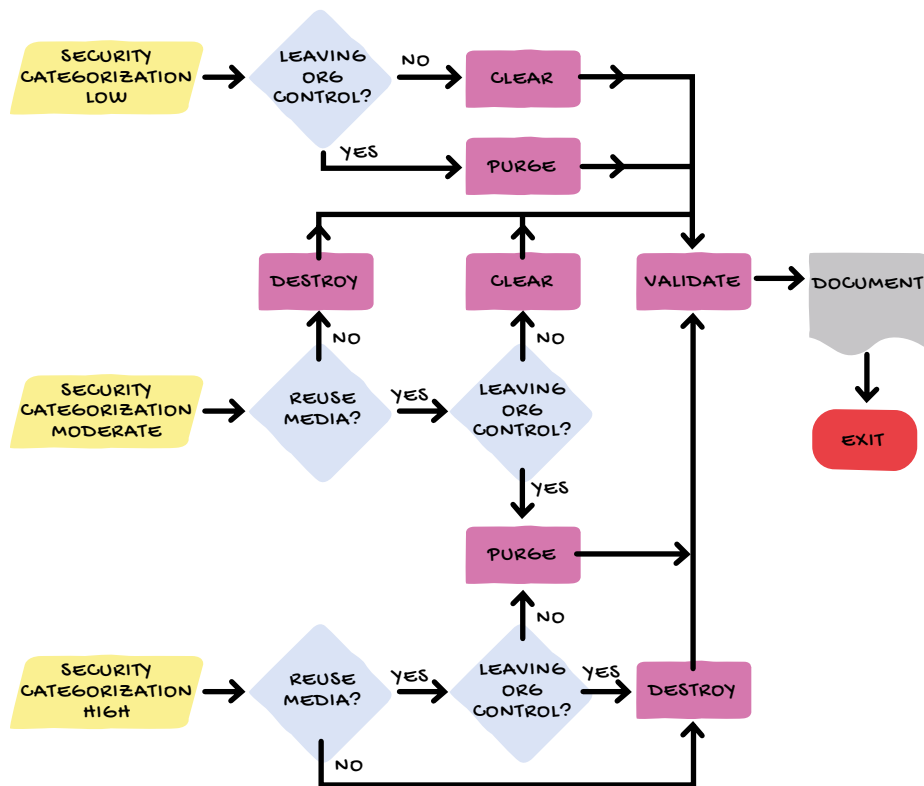 SECURITY
CATEGORIZATION
LOW
LEAVING
ORG
CONTROL?
NO
CLEAR
YES
PURGE
DESTROY
CLEAR
VALIDATE
DOCUMENT
NO
NO
SECURITY
CATEGORIZATION
MODERATE
REUSE
MEDIA?
YES
LEAVING
ORG
CONTROL?
EXIT
YES
PURGE
NO
SECURITY
CATEGORIZATION
HIGH
REUSE
MEDIA?
YES
LEAVING
ORG
CONTROL?
YES
DESTROY
NO